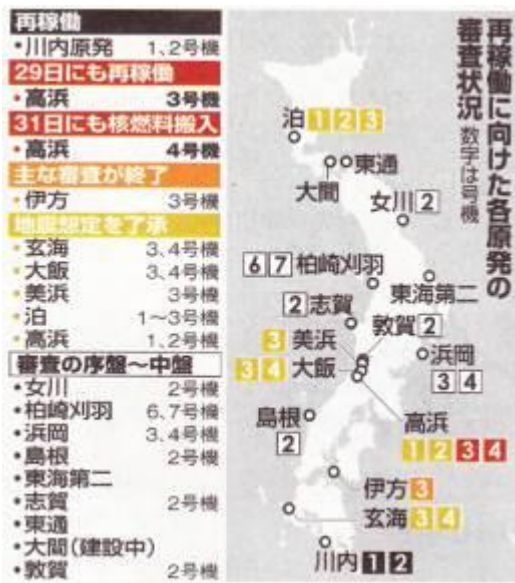 再稼働に向けた各原発の
審査状況 数字は号機
再稼働
・川内原発 1、2号機
29日にも再稼働
・高浜 3号機
31日にも核燃料搬入
・高浜 4号機
主な審査が終了
・伊方 3号機
地震想定を了承
・玄海 3、4号機
・大飯 3、4号機
・美浜 3号機
・泊 1〜3号機
・高浜 1、2号機
審査の序盤〜中盤
・女川 2号機
・柏崎刈羽 6、7号機
・浜岡 3、4号機
・島根 2号機
・東海第二
・志賀 2号機
・東通
・大間(建設中)
・敦賀 2号機
泊 1 2 3
東通
大間
女川 2
6 7 柏崎刈羽
東海第二
2 志賀
敦賀 2
3 美浜
浜岡
3 4
3 4 大飯
高浜
1 2 3 4
島根
2
伊方 3
玄海 3 4
川内 1 2